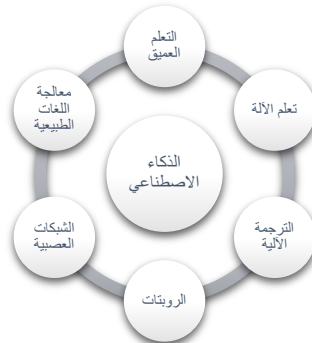 التعلم
العميق
تعلم الآلة
الترجمة
الآلية
الروبتات
الشبكات
العصبية
معالجة
اللغات
الطبيعية
الذكاء
الاصطناعي